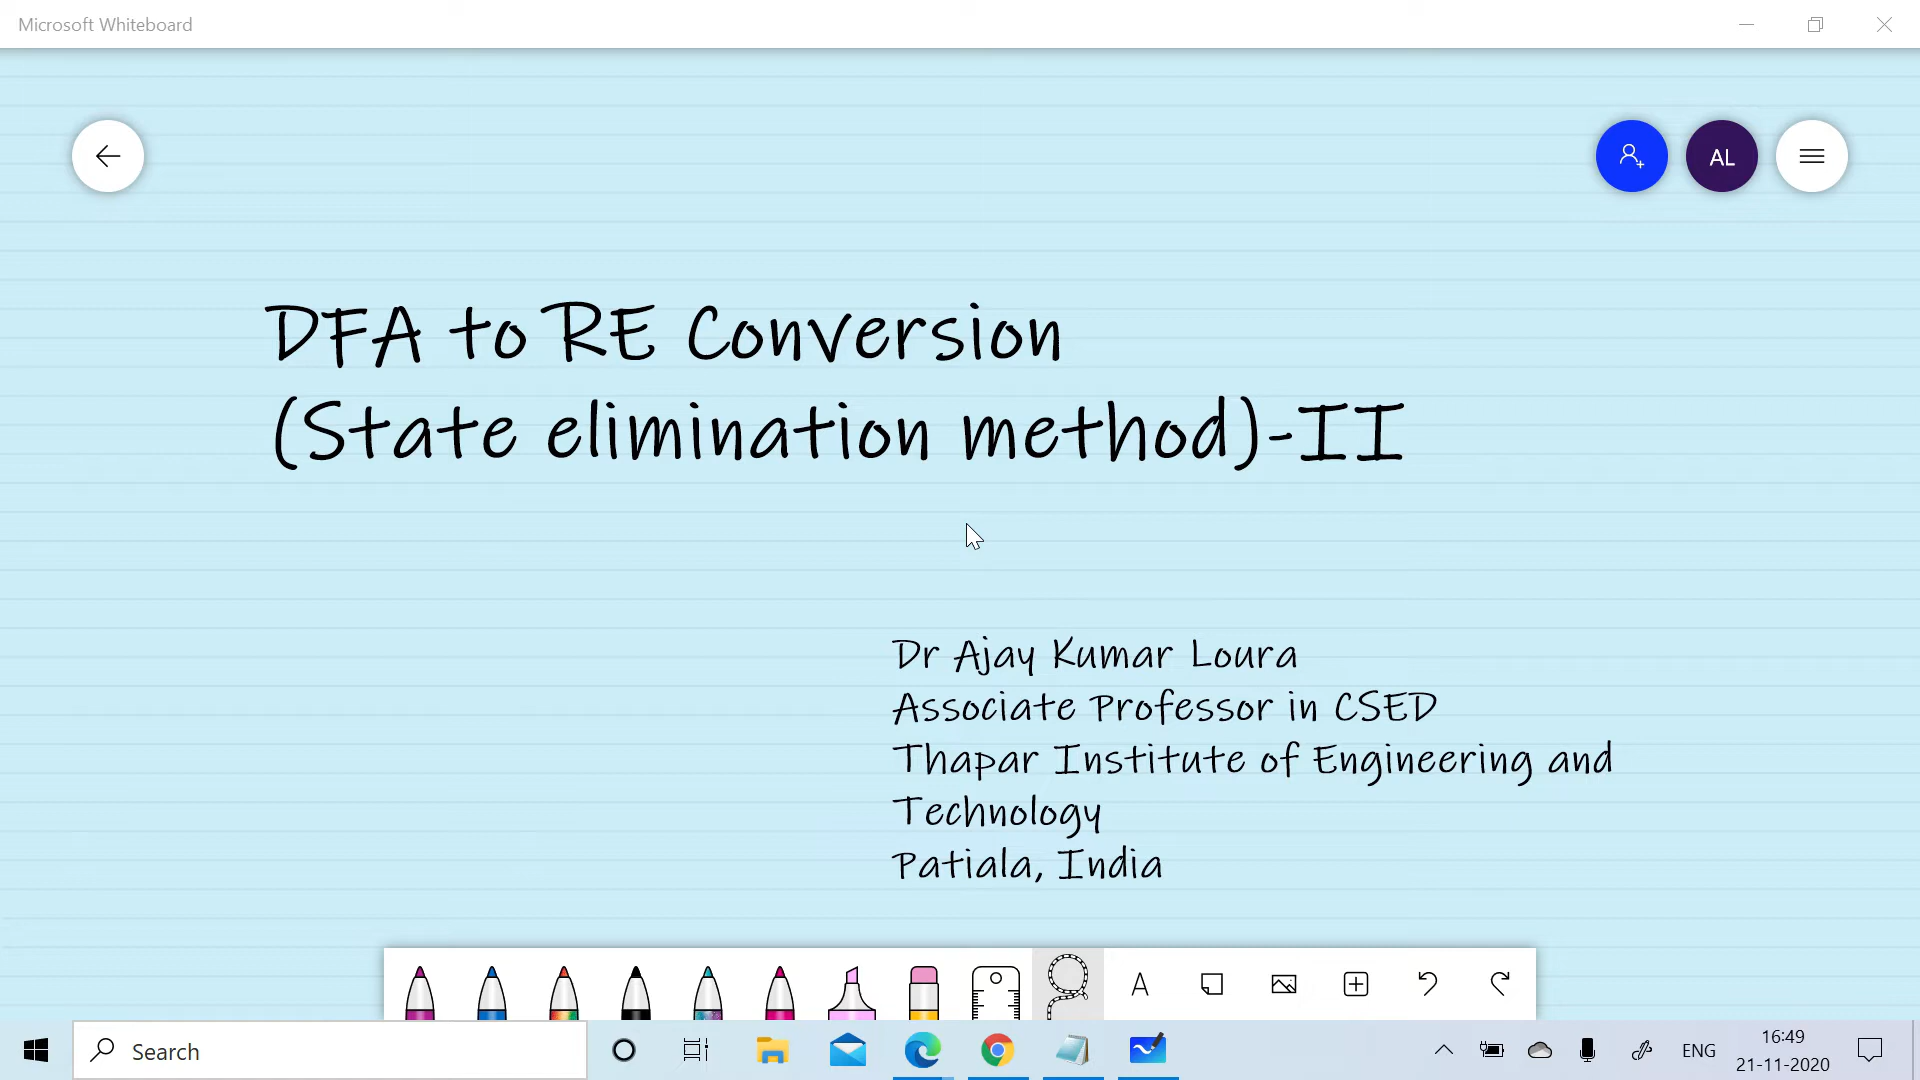 Microsoft Whiteboard
AL
DFA to RE Conversion
(State elimination method)-II
Dr Ajay Kumar Loura
Associate Professor in CSED
Thapar Institute of Engineering and
Technology
Patiala, India
A
Search
ENG
16:49
21-11-2020